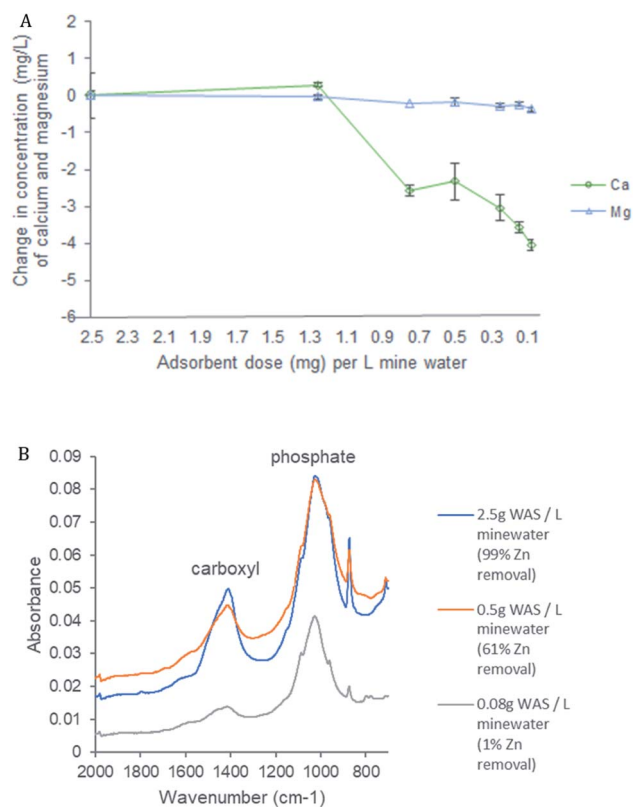 A
Change in concentration (mg/L)
of calcium and magnesium
2
1
0
-1
-2
-3
-4
-5
-6
2.5 2.3 2.1 1.9 1.7 1.5 1.3 1.1 0.9 0.7 0.5 0.3 0.1
Adsorbent dose (mg) per L mine water
Ca
Mg
B
Absorbance
0.09
0.08
0.07
0.06
0.05
0.04
0.03
0.02
0.01
0
phosphate
carboxyl
2000 1800 1600 1400 1200 1000 800
Wavenumber (cm-1)
2.5g WAS / L
minewater
(99% Zn
removal)
0.5g WAS / L
minewater
(61% Zn
removal)
0.08g WAS / L
minewater
(1% Zn
removal)